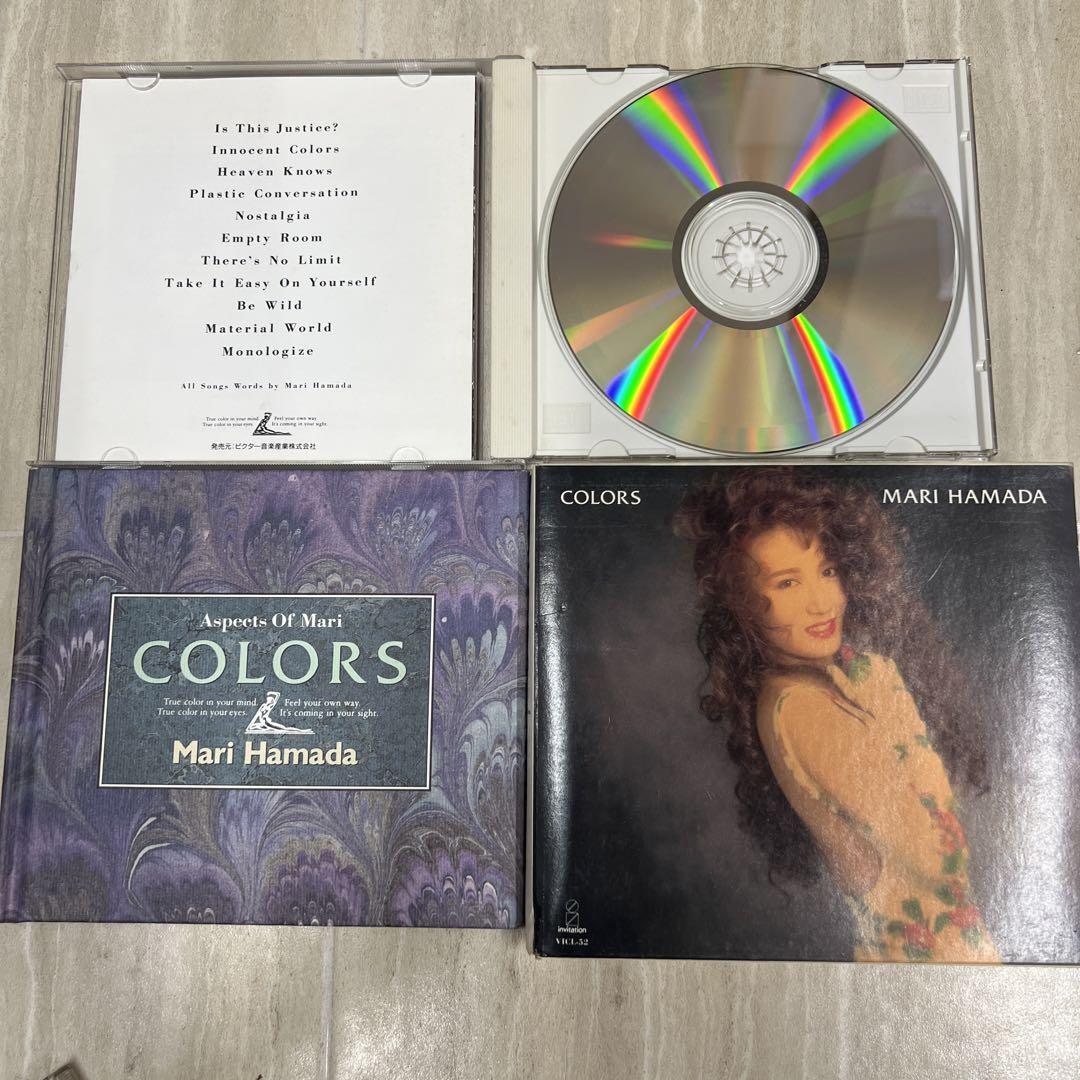 Is This Justice?
Innocent Colors
Heaven Knows
Plastic Conversation
Nostalgia
Empty Room
There's No Limit
Take It Easy On Yourself
Be Wild
Material World
Monologize
All Songs Words by Mari Hamada
True color in your mind. Feel your own way.
True color in your eyes. It's coming in your sight.
発売元:ビクター音楽産業株式会社
Aspects Of Mari
COLORS
True color in your mind. Feel your own way.
True color in your eyes. It's coming in your sight.
Mari Hamada
COLORS MARI HAMADA
invitation
VICL-52